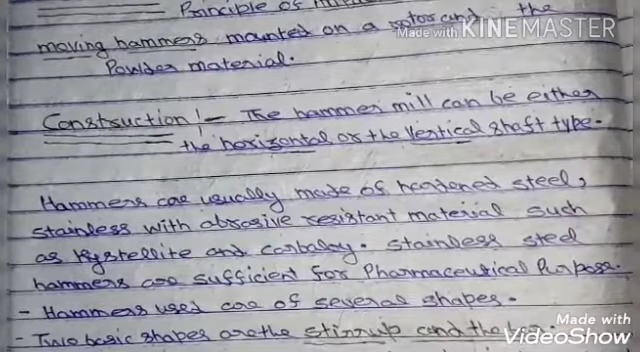 Principle of
moving hammers mounted on a rotor and the
Made with KINEMASTER
Powder material.
Construction :- The hammer mill can be either
the horizontal or the vertical shaft type.
Hammers are usually made of hardened steel,
stainless with abrasive resistant material such
as and stainless steel
hammers are sufficient for Pharmaceutical Purpose.
- Hammers used are of several shapes.
- Two basic shapes are the stirrup and the bar.
Made with
VideoShow